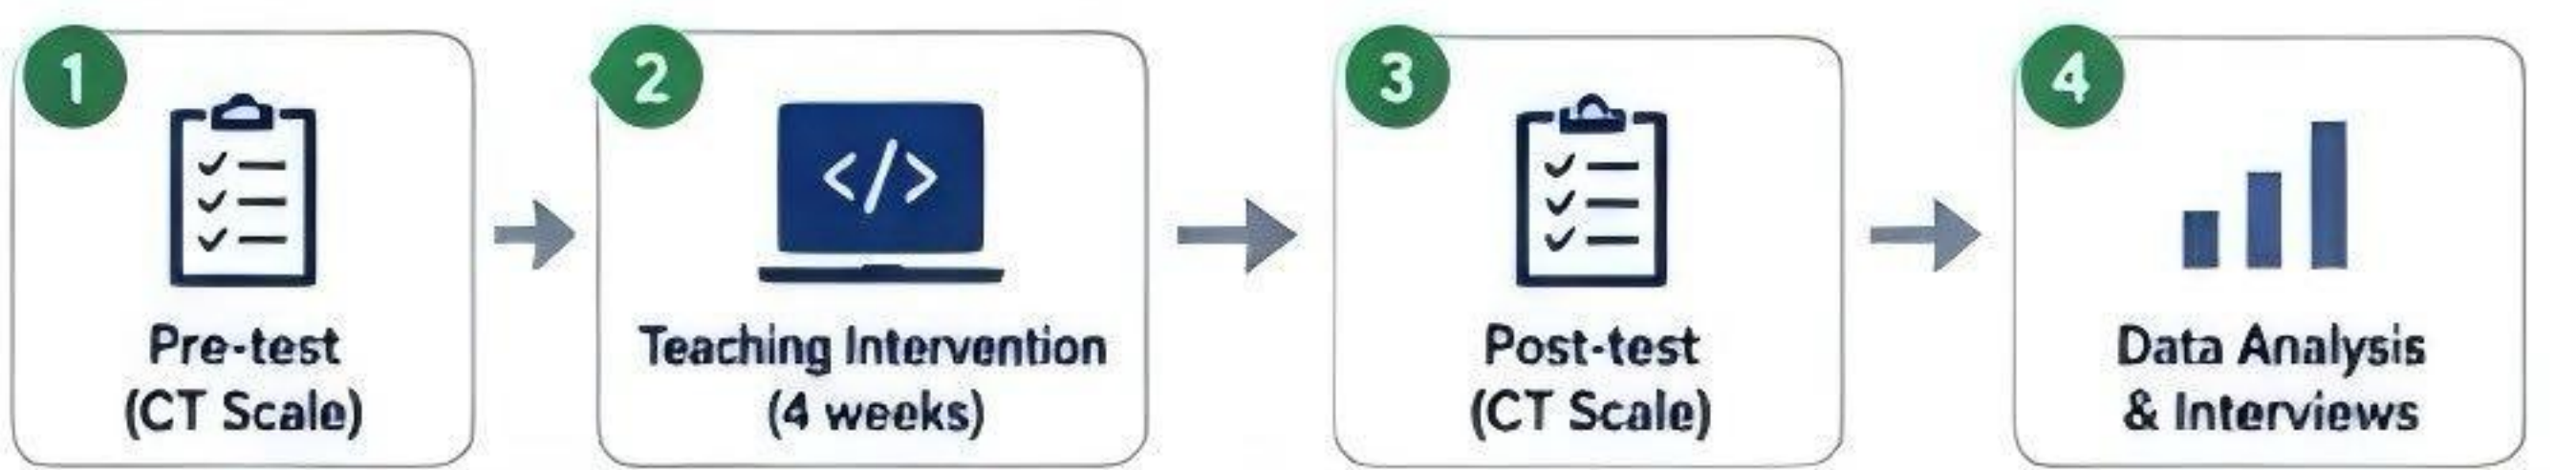 1
Pre-test
(CT Scale)
2
</>
Teaching Intervention
(4 weeks)
3
Post-test
(CT Scale)
4
Data Analysis
& Interviews